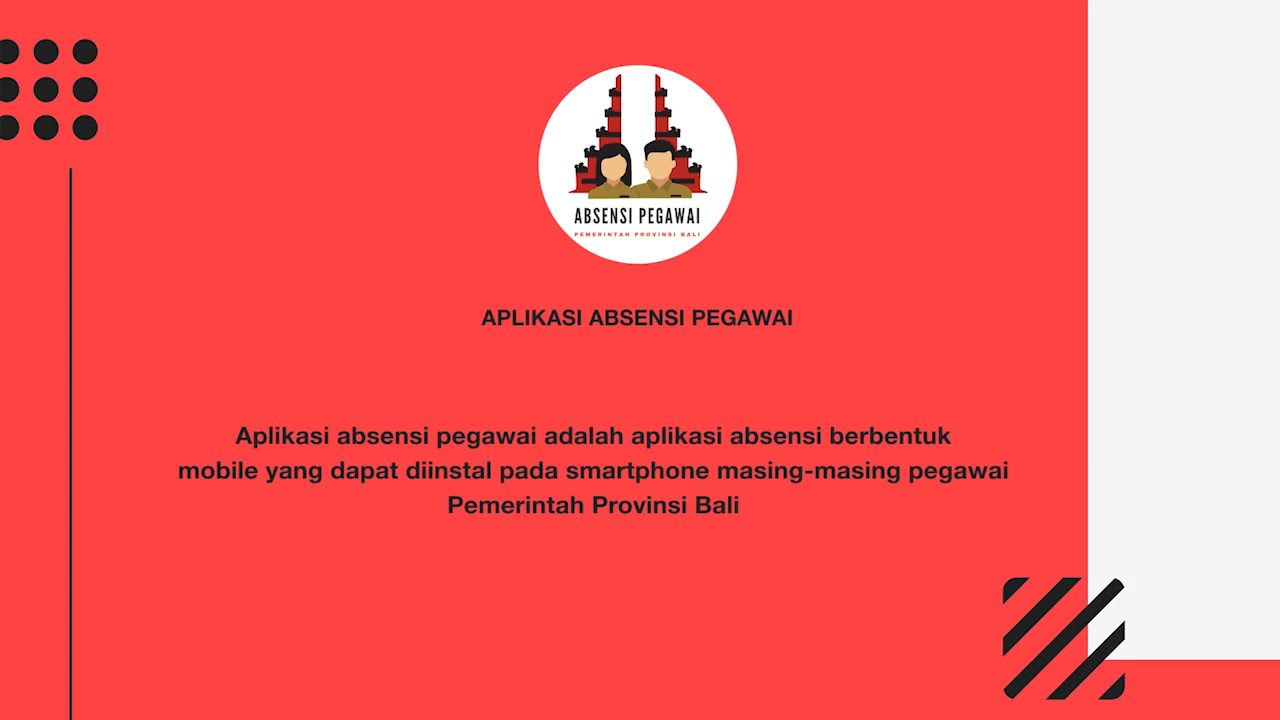 ABSENSI PEGAWAI
PEMERINTAH PROVINSI BALI
APLIKASI ABSENSI PEGAWAI
Aplikasi absensi pegawai adalah aplikasi absensi berbentuk
mobile yang dapat diinstal pada smartphone masing-masing pegawai
Pemerintah Provinsi Bali